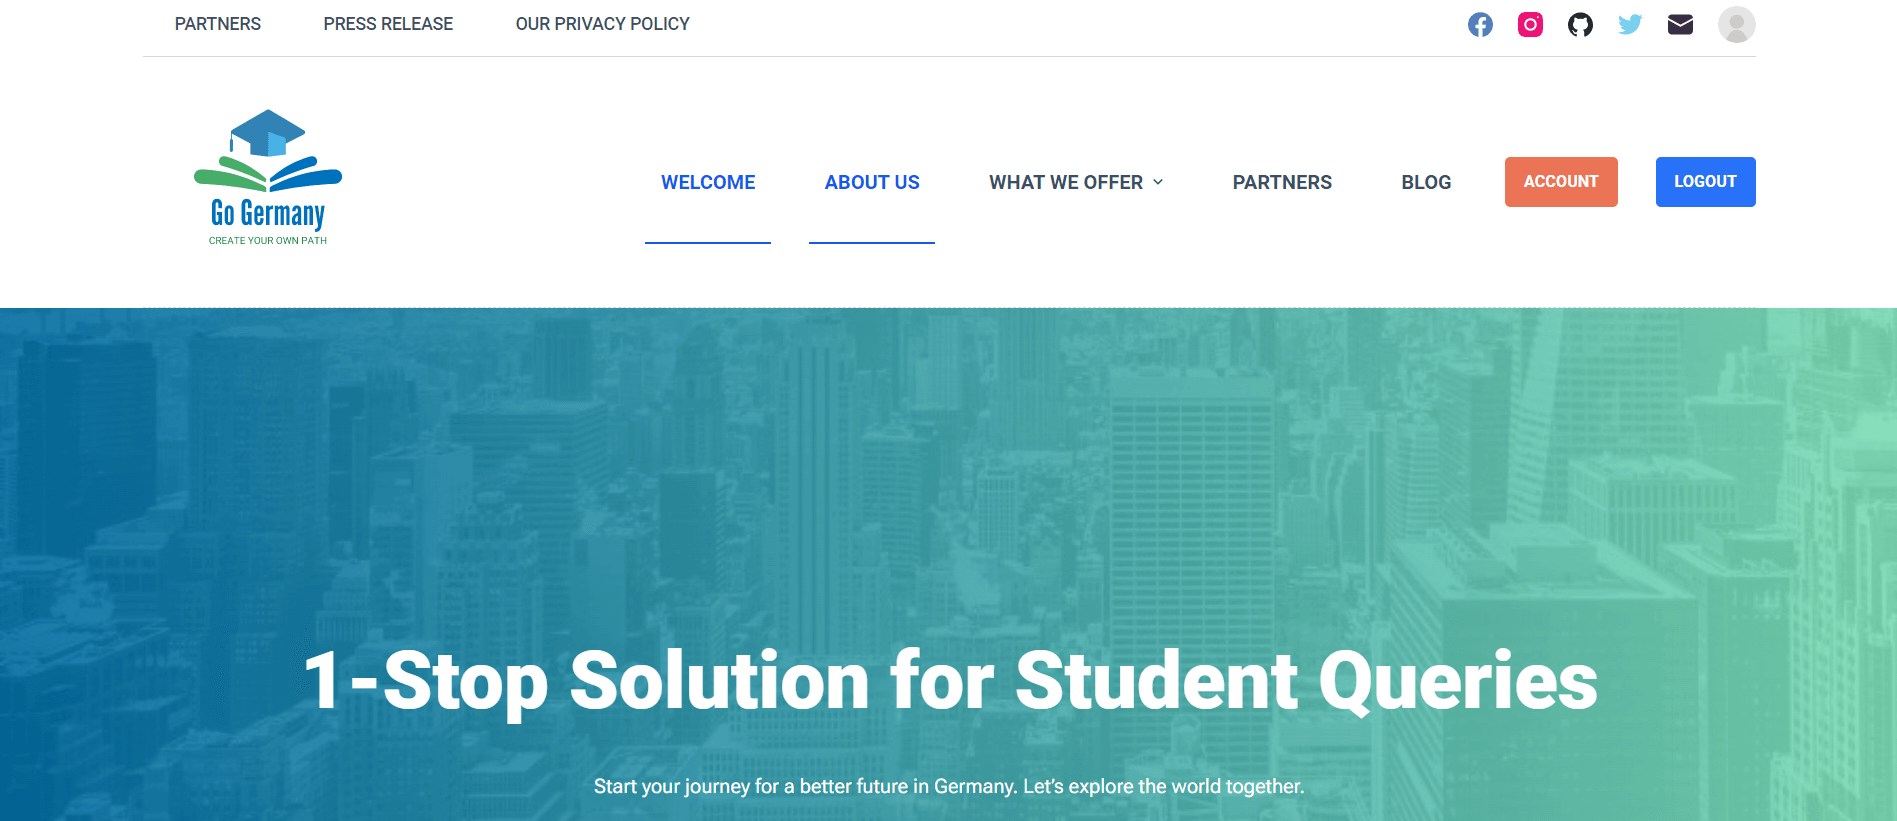 PARTNERS PRESS RELEASE OUR PRIVACY POLICY
Go Germany
CREATE YOUR OWN PATH
WELCOME ABOUT US WHAT WE OFFER PARTNERS BLOG ACCOUNT LOGOUT
1-Stop Solution for Student Queries
Start your journey for a better future in Germany. Let’s explore the world together.